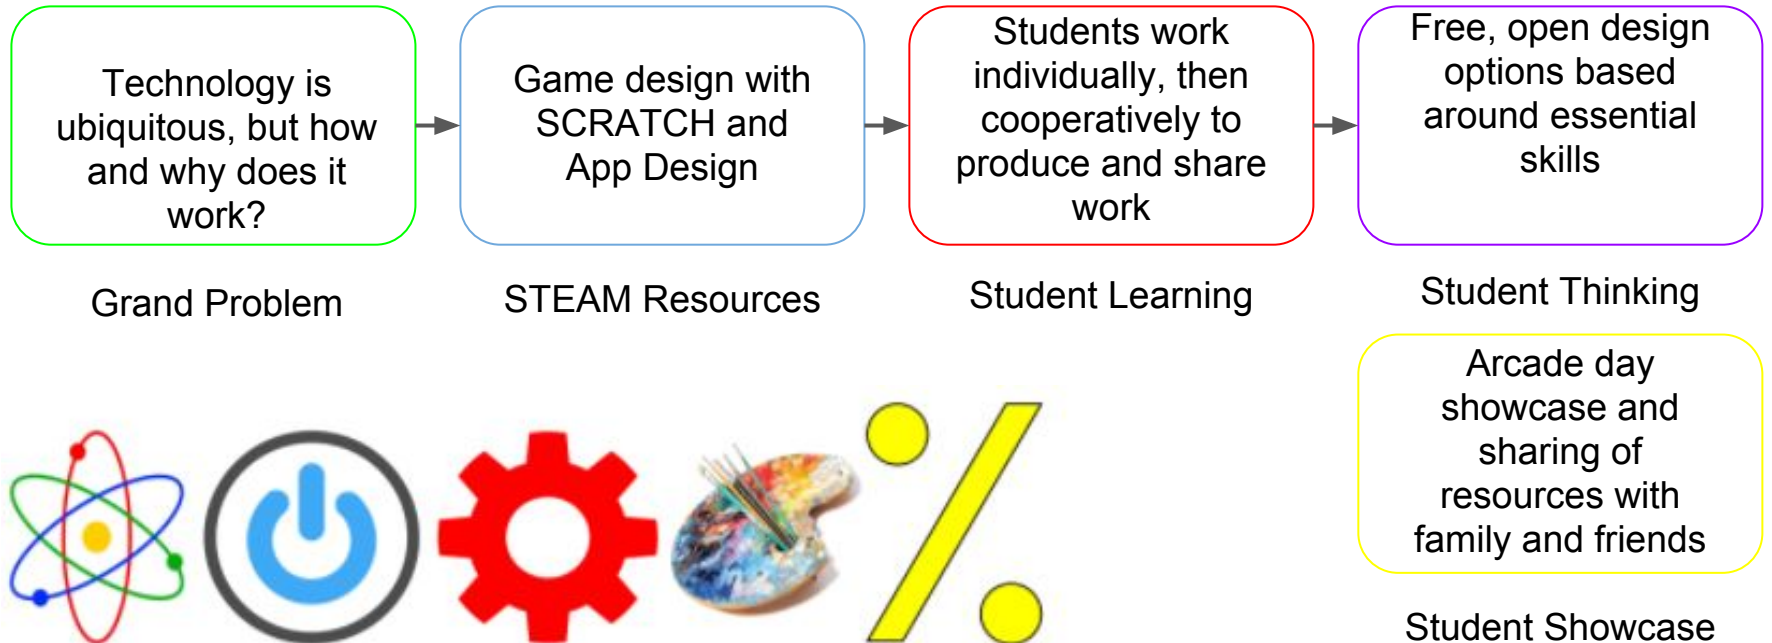 Technology is
ubiquitous, but how
and why does it
work?
Grand Problem
Game design with
SCRATCH and
App Design
STEAM Resources
Students work
individually, then
cooperatively to
produce and share
work
Student Learning
Free, open design
options based
around essential
skills
Student Thinking
Arcade day
showcase and
sharing of
resources with
family and friends
Student Showcase